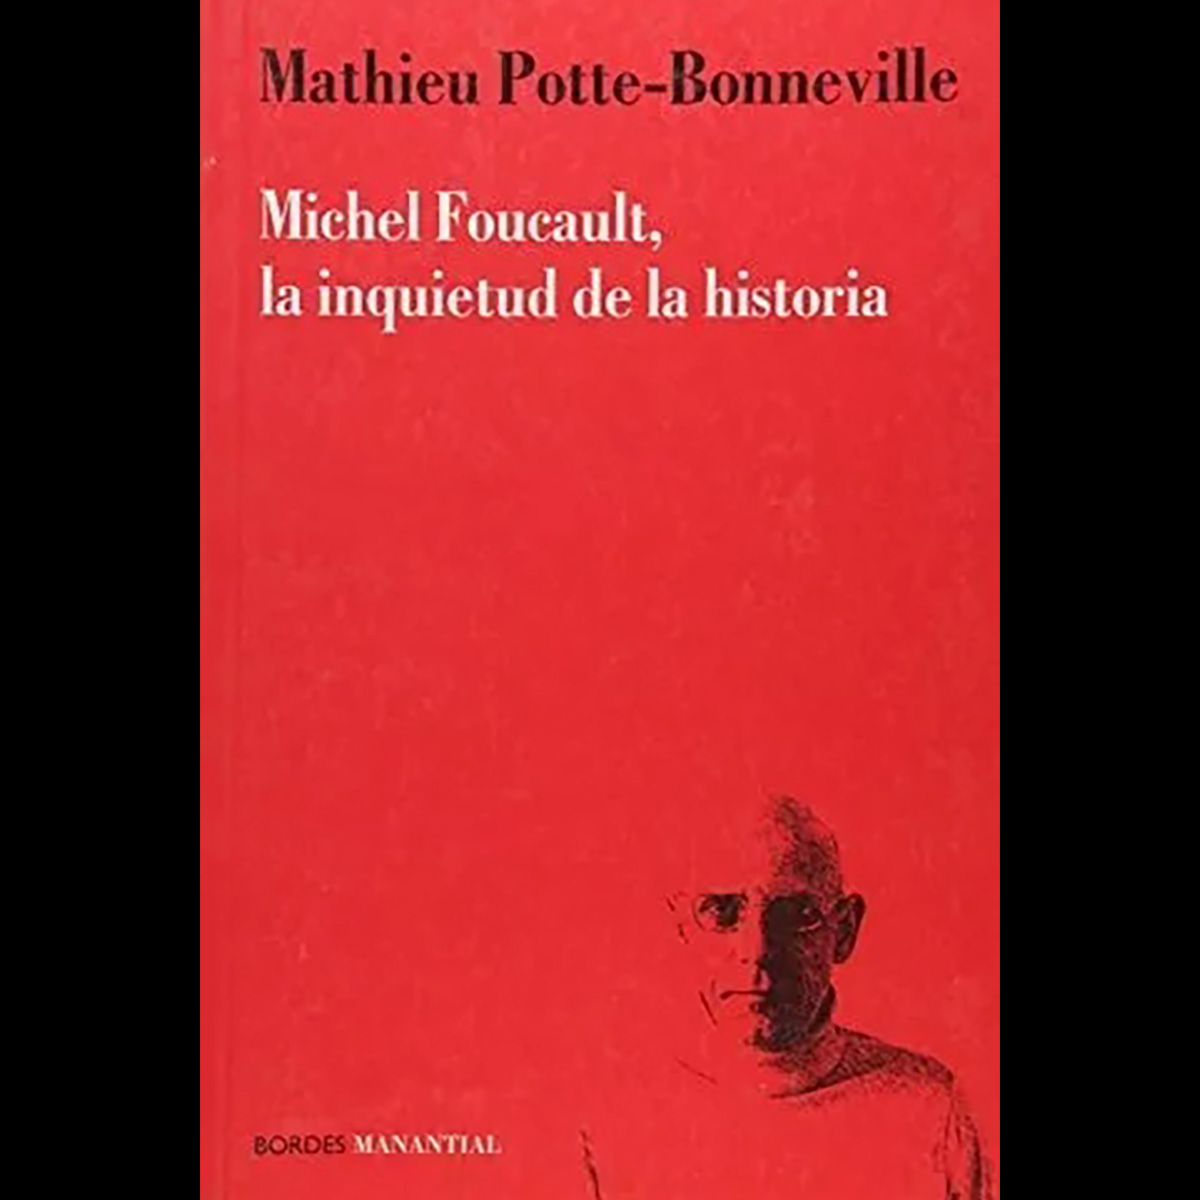 Mathieu Potte-Bonneville
Michel Foucault,
la inquietud de la historia
BORDES MANANTIAL